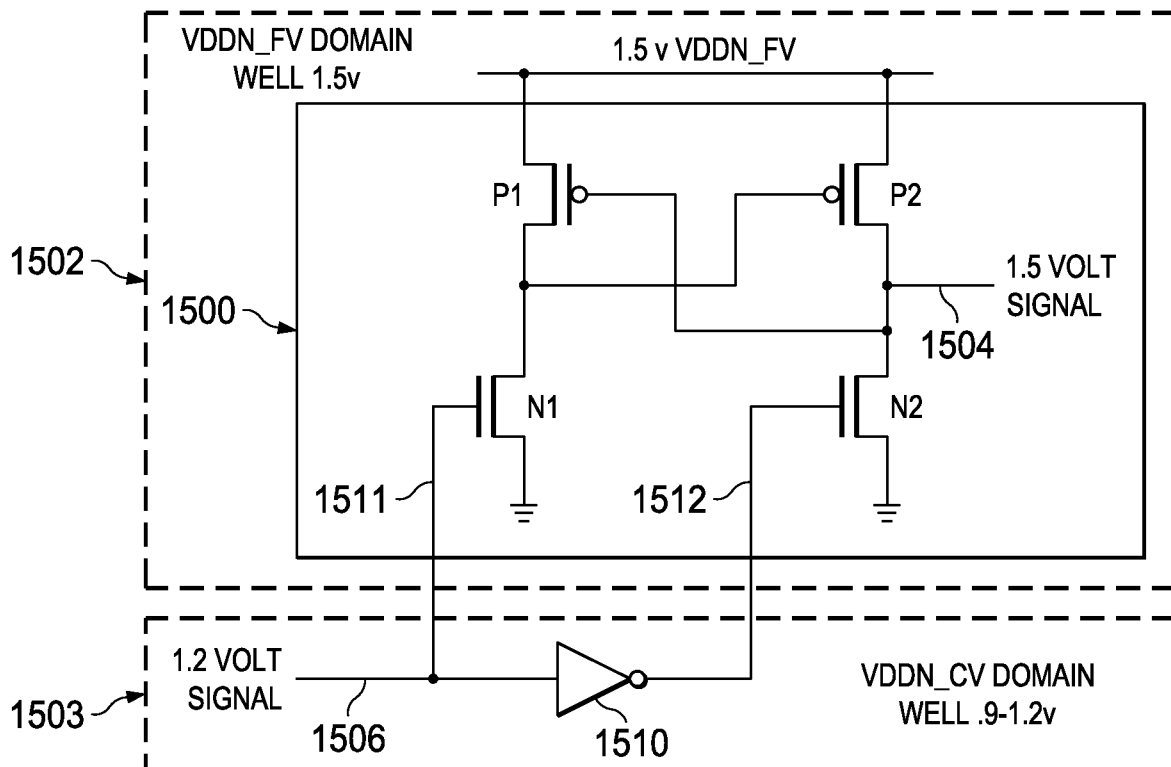 VDDN_FV DOMAIN
WELL 1.5v
1.5 v VDDN_FV
P1
P2
1502
1500
1.5 VOLT
SIGNAL
1504
N1
N2
1511
1512
1.2 VOLT
SIGNAL
VDDN_CV DOMAIN
WELL .9-1.2v
1503
1506
1510